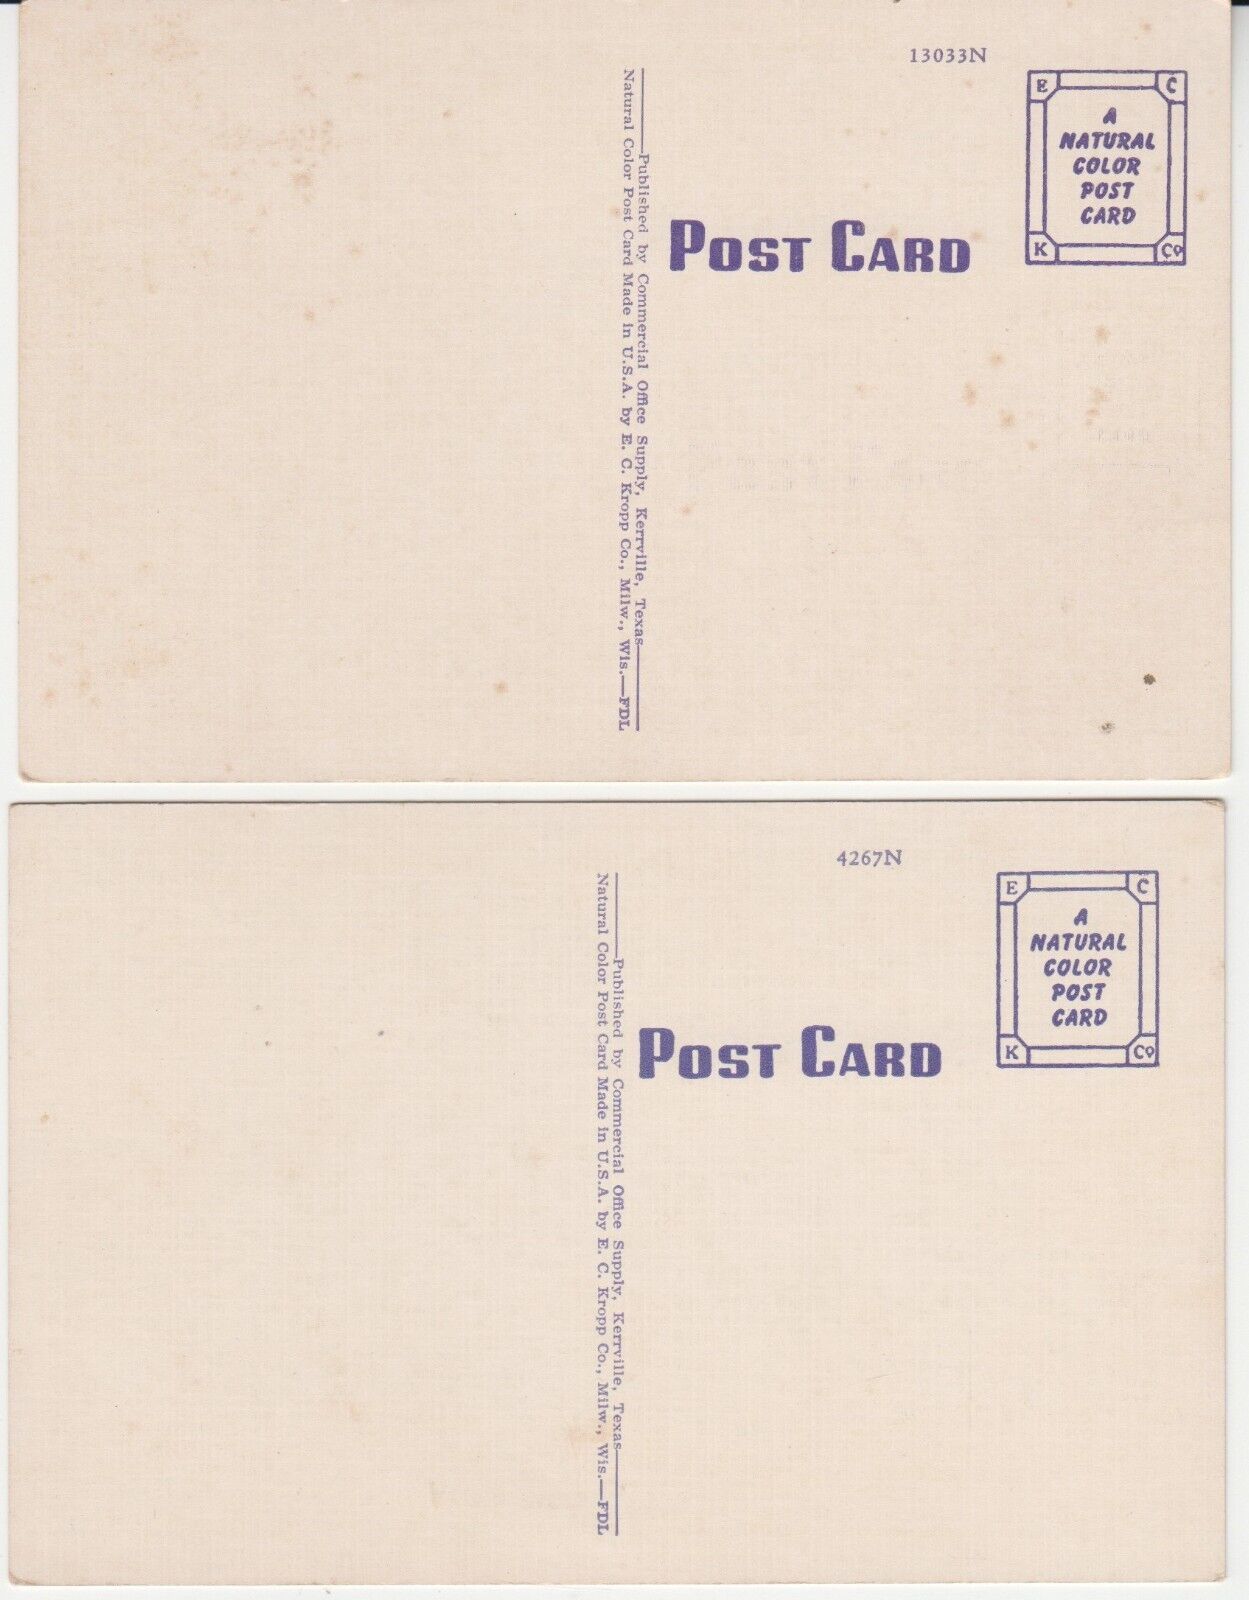 13033N
E C
A
NATURAL
COLOR
POST
CARD
K Co
POST CARD
Published by Commercial Office Supply, Kerrville, Texas
Natural Color Post Card Made in U.S.A. by E. C. Kropp Co., Milw., Wis.—FDL
4267N
E C
A
NATURAL
COLOR
POST
CARD
K Co
POST CARD
Published by Commercial Office Supply, Kerrville, Texas
Natural Color Post Card Made in U.S.A. by E. C. Kropp Co., Milw., Wis.—FDL